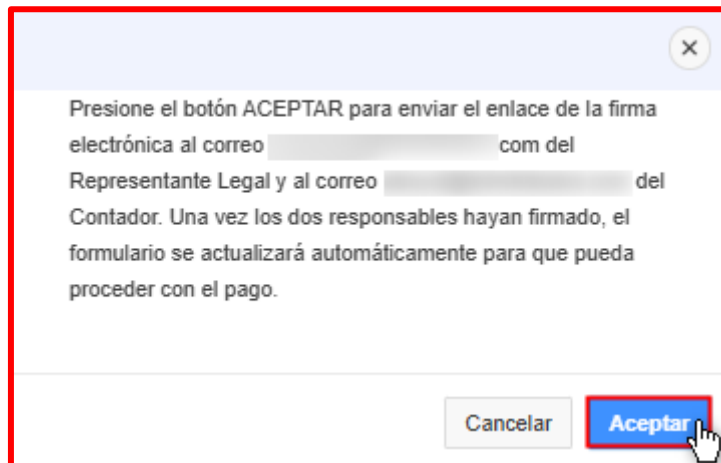 Presione el botón ACEPTAR para enviar el enlace de la firma
electrónica al correo com del
Representante Legal y al correo del
Contador. Una vez los dos responsables hayan firmado, el
formulario se actualizará automáticamente para que pueda
proceder con el pago.
Cancelar Aceptar